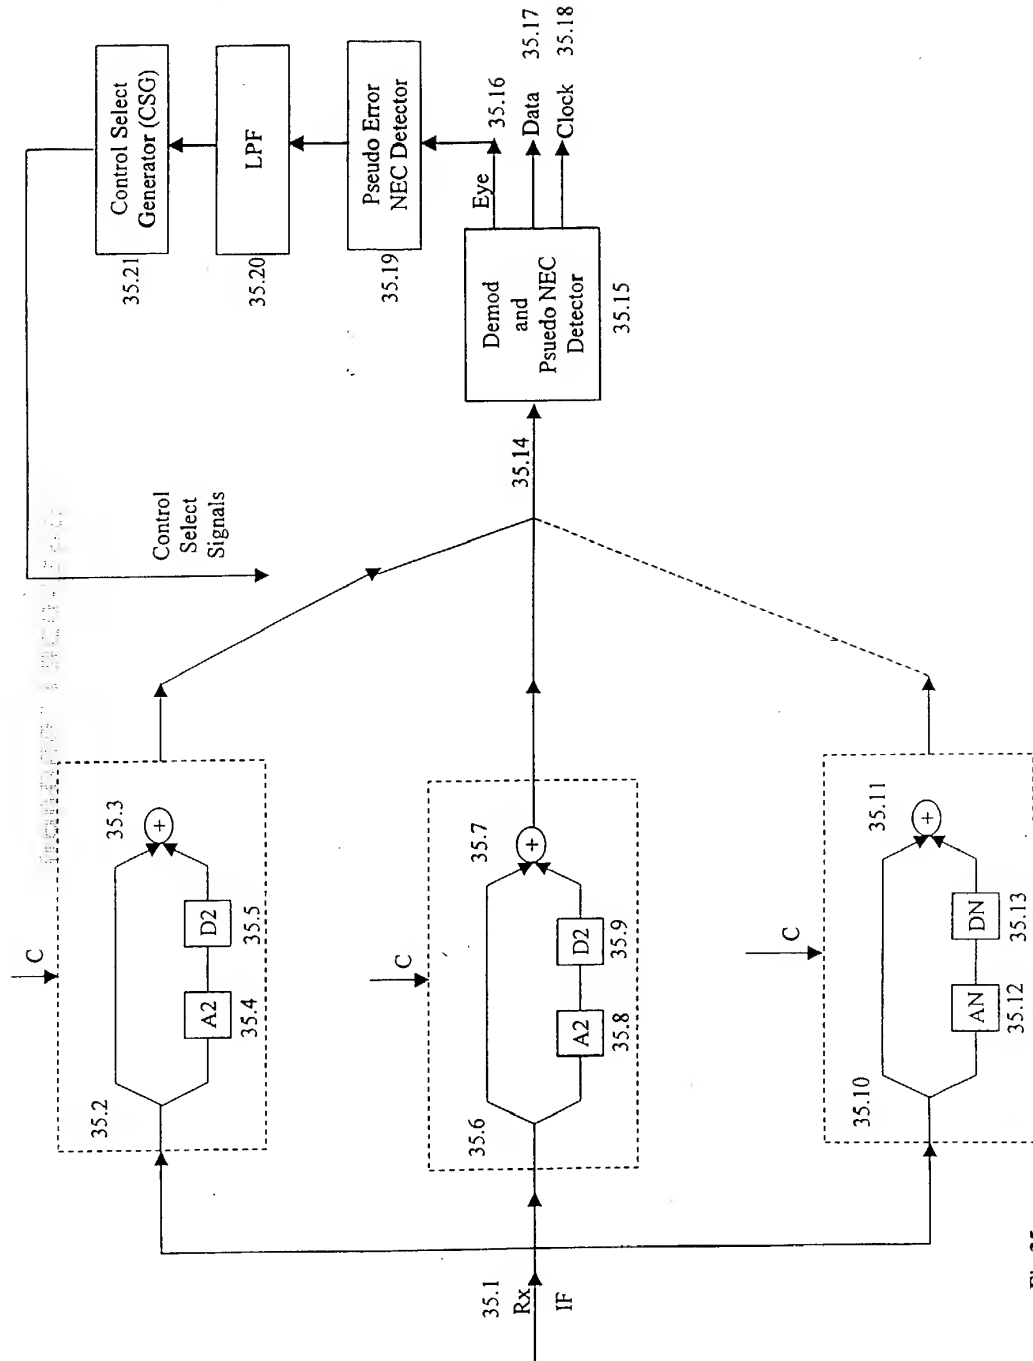 35.1
Rx
IF
C
35.2
35.3
+
A2
35.4
D2
35.5
C
35.6
35.7
+
A2
35.8
D2
35.9
C
35.10
35.11
+
AN
35.12
DN
35.13
Control
Select
Signals
35.14
Demod
and
Psuedo NEC
Detector
35.15
Eye
35.16
Data
35.17
Clock
35.18
Pseudo Error
NEC Detector
35.19
LPF
35.20
Control Select
Generator (CSG)
35.21